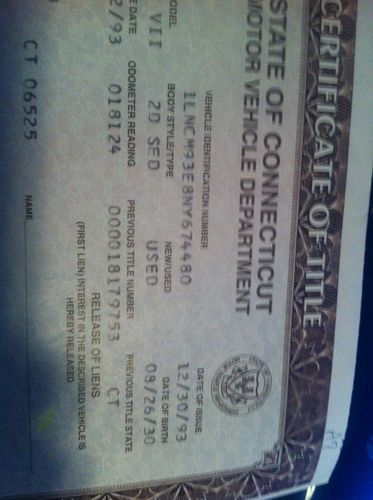 CERTIFICATE OF TITLE
STATE OF CONNECTICUT
MOTOR VEHICLE DEPARTMENT
VEHICLE IDENTIFICATION NUMBER
DATE OF ISSUE
1LNCM93E8NY674480
12/30/93
ODEL BODY STYLE/TYPE NEW/USED DATE OF BIRTH
VII 2D SED USED 08/26/30
E DATE ODOMETER READING PREVIOUS TITLE NUMBER PREVIOUS TITLE STATE
2/93 018124 000018179753 CT
RELEASE OF LIENS
(FIRST LIEN) INTEREST IN THE DESCRIBED VEHICLE IS
HEREBY RELEASED
CT 06525
NAME